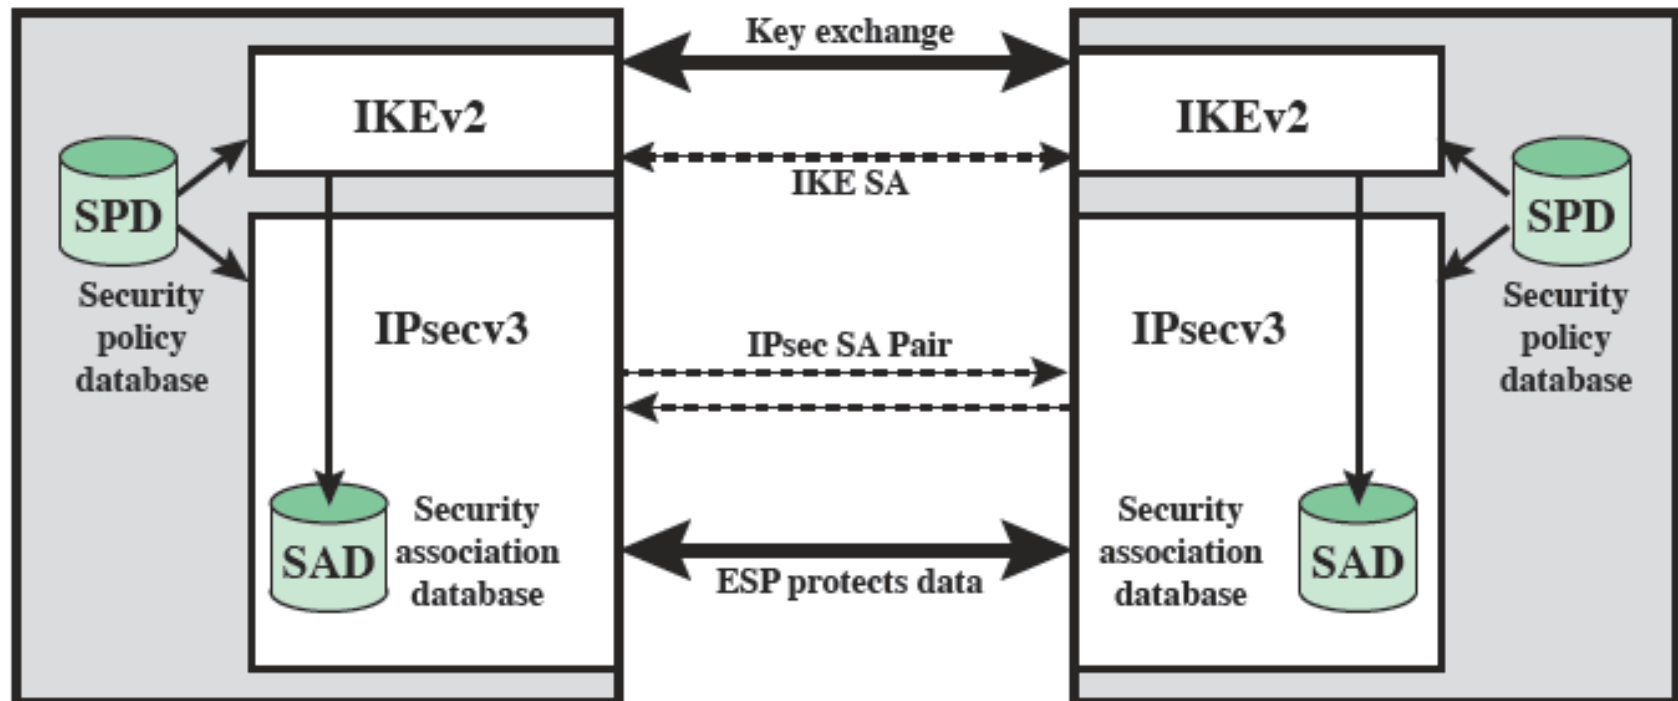 Key exchange
IKEv2
IKEv2
IKE SA
SPD
SPD
Security
policy
database
Security
policy
database
IPsecv3
IPsecv3
IPsec SA Pair
SAD
Security
association
database
ESP protects data
Security
association
database
SAD